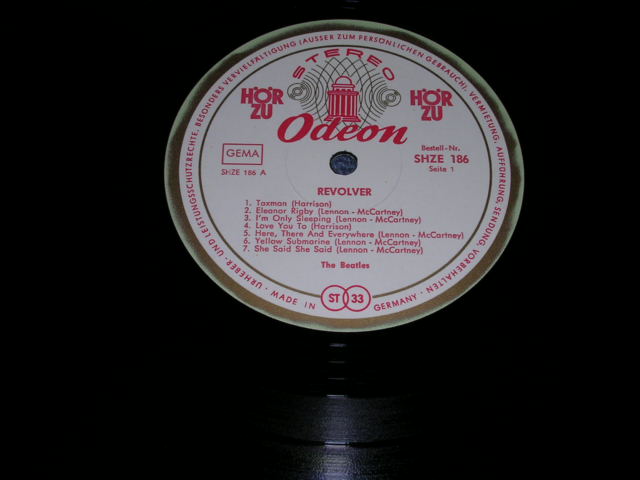 URHEBER- UND LEISTUNGSSCHUTZRECHTE, BESONDERS VERVIELFÄLTIGUNG (AUSSER ZUM PERSÖNLICHEN GEBRAUCH), VERMIETUNG, AUFFÜHRUNG, SENDUNG, VORBEHALTEN ·
STEREO
HÖR ZU
HÖR ZU
Odeon
GEMA
SHZE 186 A
Bestell-Nr.
SHZE 186
Seite 1
REVOLVER
1. Taxman (Harrison)
2. Eleanor Rigby (Lennon - McCartney)
3. I'm Only Sleeping (Lennon - McCartney)
4. Love You To (Harrison)
5. Here, There And Everywhere (Lennon - McCartney)
6. Yellow Submarine (Lennon - McCartney)
7. She Said She Said (Lennon - McCartney)
The Beatles
MADE IN ST 33 GERMANY ·